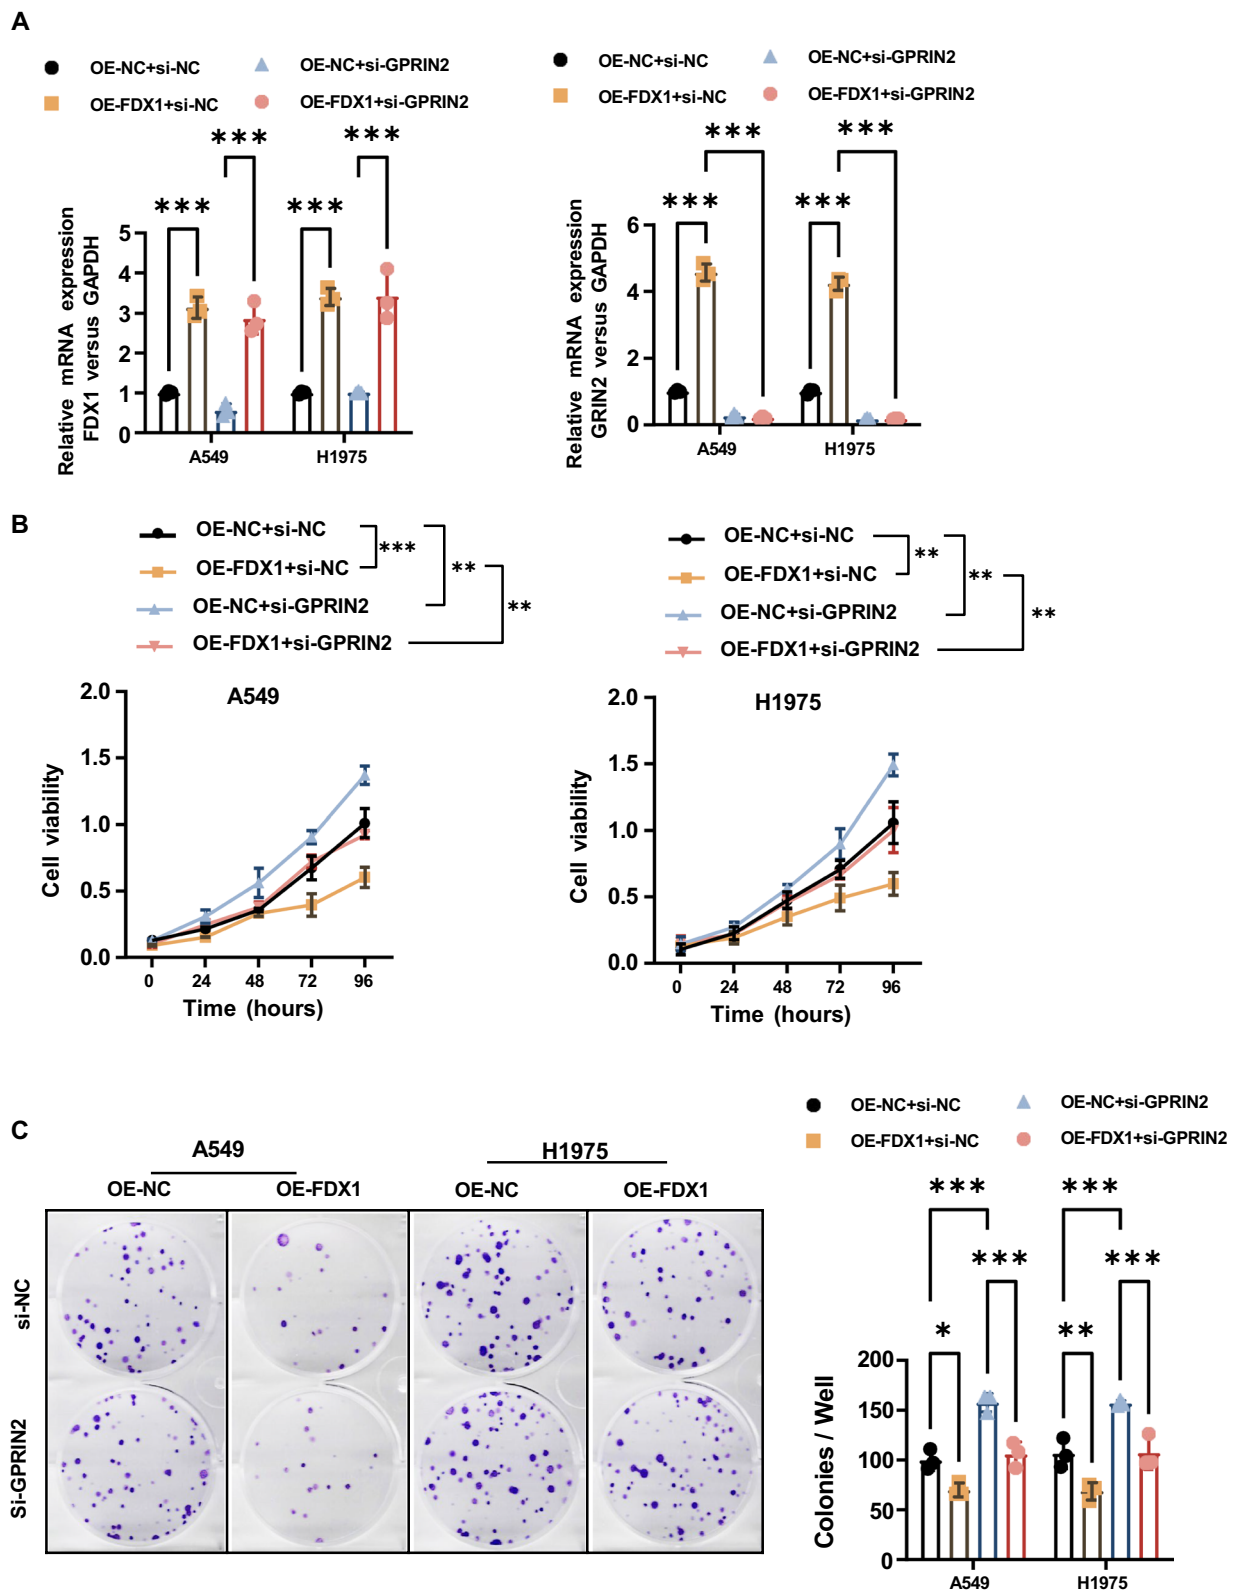 A
OE-NC+si-NC
OE-NC+si-GPRIN2
OE-FDX1+si-NC
OE-FDX1+si-GPRIN2
***
***
***
***
Relative mRNA expression
FDX1 versus GAPDH
5
4
3
2
1
0
A549
H1975
OE-NC+si-NC
OE-NC+si-GPRIN2
OE-FDX1+si-NC
OE-FDX1+si-GPRIN2
***
***
***
***
Relative mRNA expression
GRIN2 versus GAPDH
6
4
2
0
A549
H1975
B
OE-NC+si-NC
OE-FDX1+si-NC
OE-NC+si-GPRIN2
OE-FDX1+si-GPRIN2
***
**
**
A549
Cell viability
2.0
1.5
1.0
0.5
0.0
0 24 48 72 96
Time (hours)
OE-NC+si-NC
OE-FDX1+si-NC
OE-NC+si-GPRIN2
OE-FDX1+si-GPRIN2
**
**
**
H1975
Cell viability
2.0
1.5
1.0
0.5
0.0
0 24 48 72 96
Time (hours)
C
A549
H1975
OE-NC
OE-FDX1
OE-NC
OE-FDX1
si-NC
Si-GPRIN2
OE-NC+si-NC
OE-NC+si-GPRIN2
OE-FDX1+si-NC
OE-FDX1+si-GPRIN2
***
***
***
***
*
**
Colonies / Well
200
150
100
50
0
A549
H1975